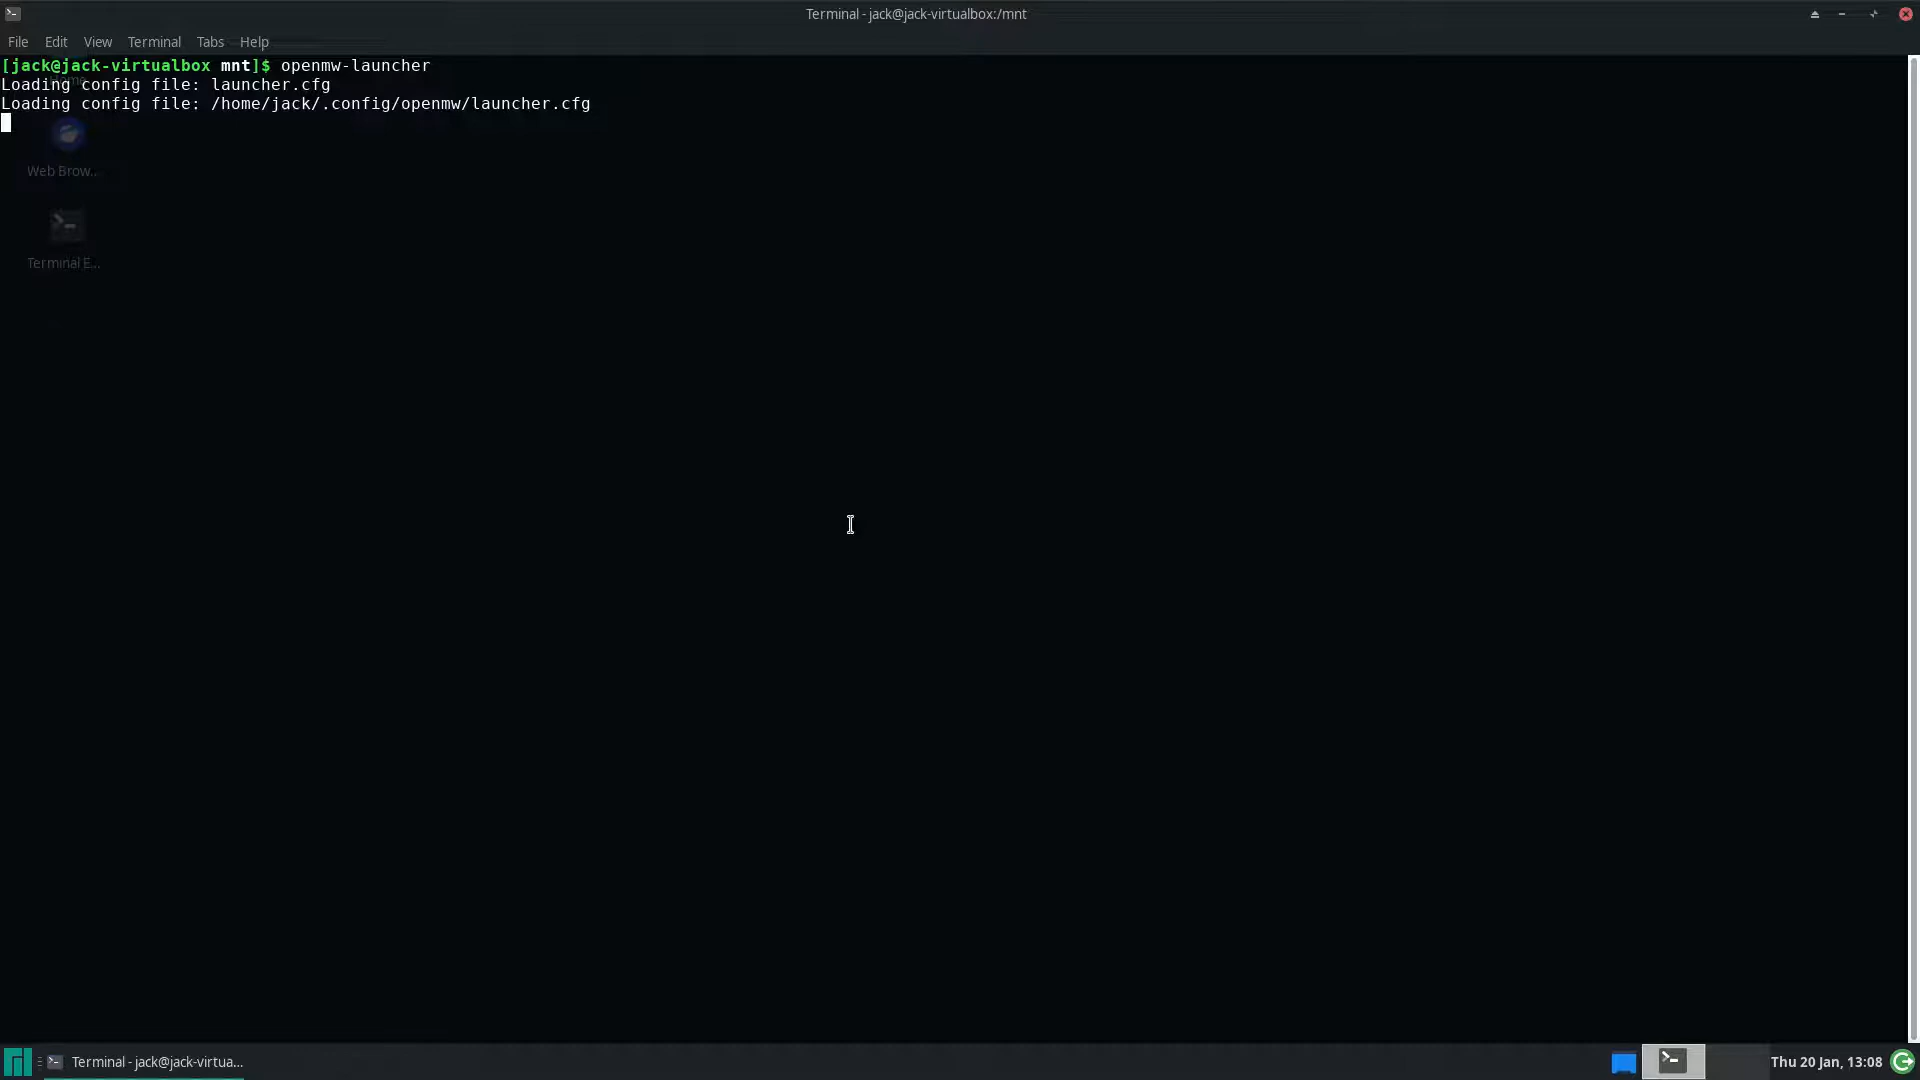 Terminal - jack@jack-virtualbox:/mnt
File Edit View Terminal Tabs Help
[jack@jack-virtualbox mnt]$ openmw-launcher
Loading config file: launcher.cfg
Loading config file: /home/jack/.config/openmw/launcher.cfg
Web Brow...
Terminal E...
Terminal - jack@jack-virtua...
Thu 20 Jan, 13:08